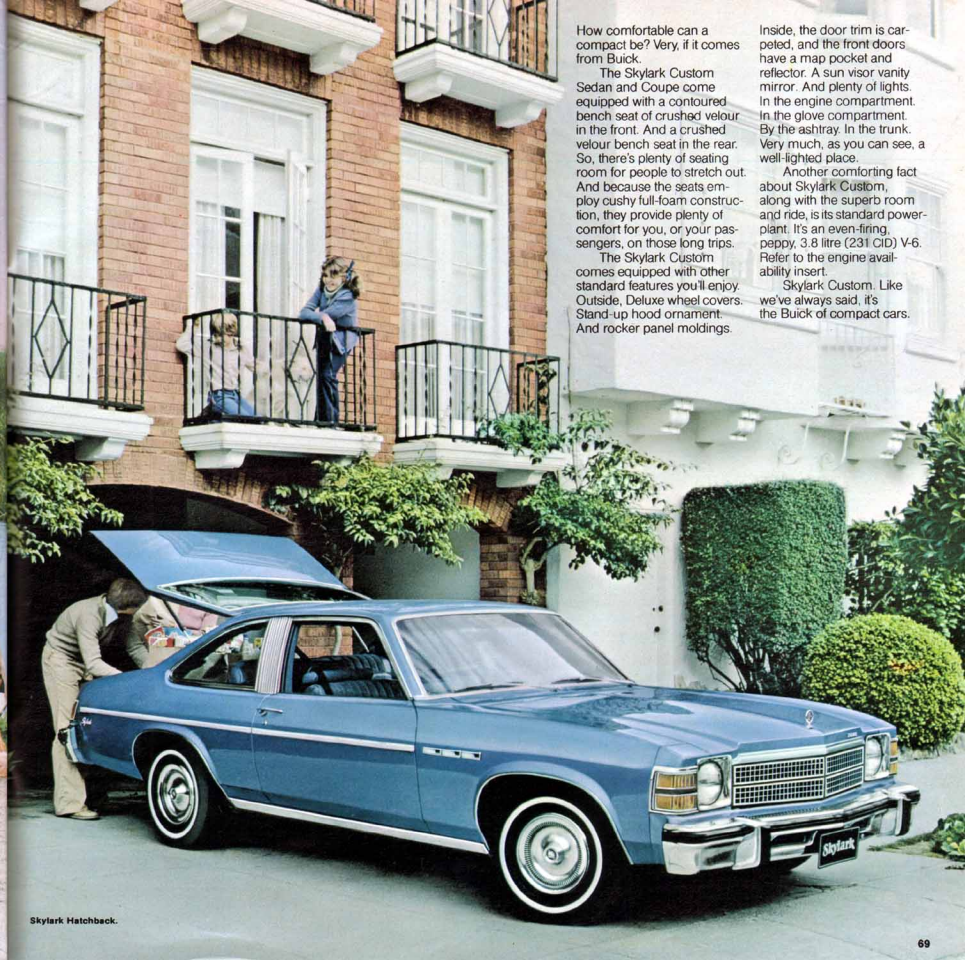 How comfortable can a
compact be? Very, if it comes
from Buick.
The Skylark Custom
Sedan and Coupe come
equipped with a contoured
bench seat of crushed velour
in the front. And a crushed
velour bench seat in the rear.
So, there's plenty of seating
room for people to stretch out.
And because the seats em-
ploy cushy full-foam construc-
tion, they provide plenty of
comfort for you, or your pas-
sengers, on those long trips.
The Skylark Custom
comes equipped with other
standard features you'll enjoy.
Outside, Deluxe wheel covers.
Stand-up hood ornament.
And rocker panel moldings.
Inside, the door trim is car-
peted, and the front doors
have a map pocket and
reflector. A sun visor vanity
mirror. And plenty of lights.
In the engine compartment.
In the glove compartment.
By the ashtray. In the trunk.
Very much, as you can see, a
well-lighted place.
Another comforting fact
about Skylark Custom,
along with the superb room
and ride, is its standard power-
plant. It's an even-firing,
peppy, 3.8 litre (231 CID) V-6.
Refer to the engine avail-
ability insert.
Skylark Custom. Like
we've always said, it's
the Buick of compact cars.
Skylark
Skylark Hatchback.
69